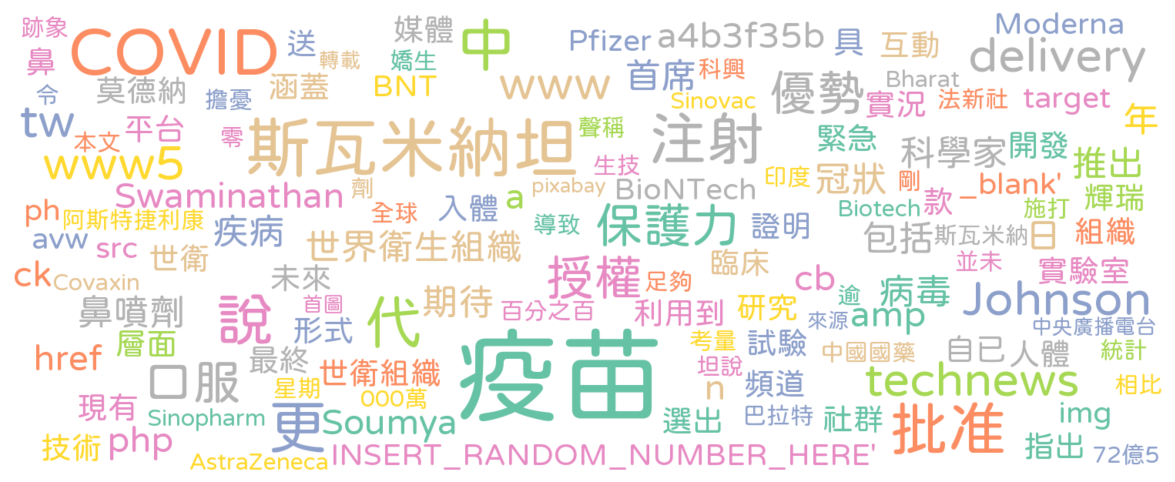 跡象 COVID 送 媒體 中 Pfizer a4b3f35b 具 互動 Moderna
鼻 轉載 嬌生 首席 科興 delivery
令 莫德納 擔憂 涵蓋 BNT www Sinovac 優勢 Bharat 實況 法新社 target
tw 本文 平台 零 斯瓦米納坦 聲稱 注射 緊急 科學家 開發 年
www5 生技 推出
Swaminathan 劑 pixabay BioNTech 印度 冠狀 剛 _blank' 輝瑞
ph 阿斯特捷利康 全球 入體 a 導致 保護力 證明 Biotech 款 施打
avw src 疾病 世界衛生組織 包括 斯瓦米納 日 組織
ck Covaxin 世衛 未來 授權 足夠 臨床 cb 逾 病毒 並未 實驗室
鼻噴劑 首圖 說 形式 代 期待 百分之百 利用到 研究 來源 amp Johnson
href 層面 最終 疫苗 考量 試驗 中國國藥 自已 人體 中央廣播電台 統計
口服 星期 世衛組織 000萬 坦說 n 頻道 technews 相比
現有 Sinopharm 更 Soumya 選出 巴拉特 社群 批准 img
技術 php AstraZeneca INSERT_RANDOM_NUMBER_HERE' 指出 72億5